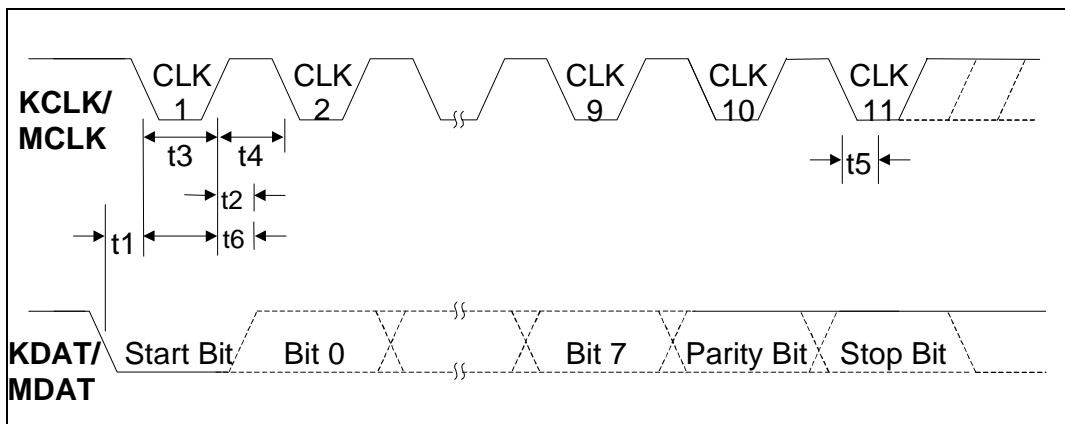 CLK CLK CLK CLK CLK
KCLK/ 1 2 9 10 11
MCLK
t3 t4 t5
t2
t1 t6
KDAT/ Start Bit Bit 0 Bit 7 Parity Bit Stop Bit
MDAT